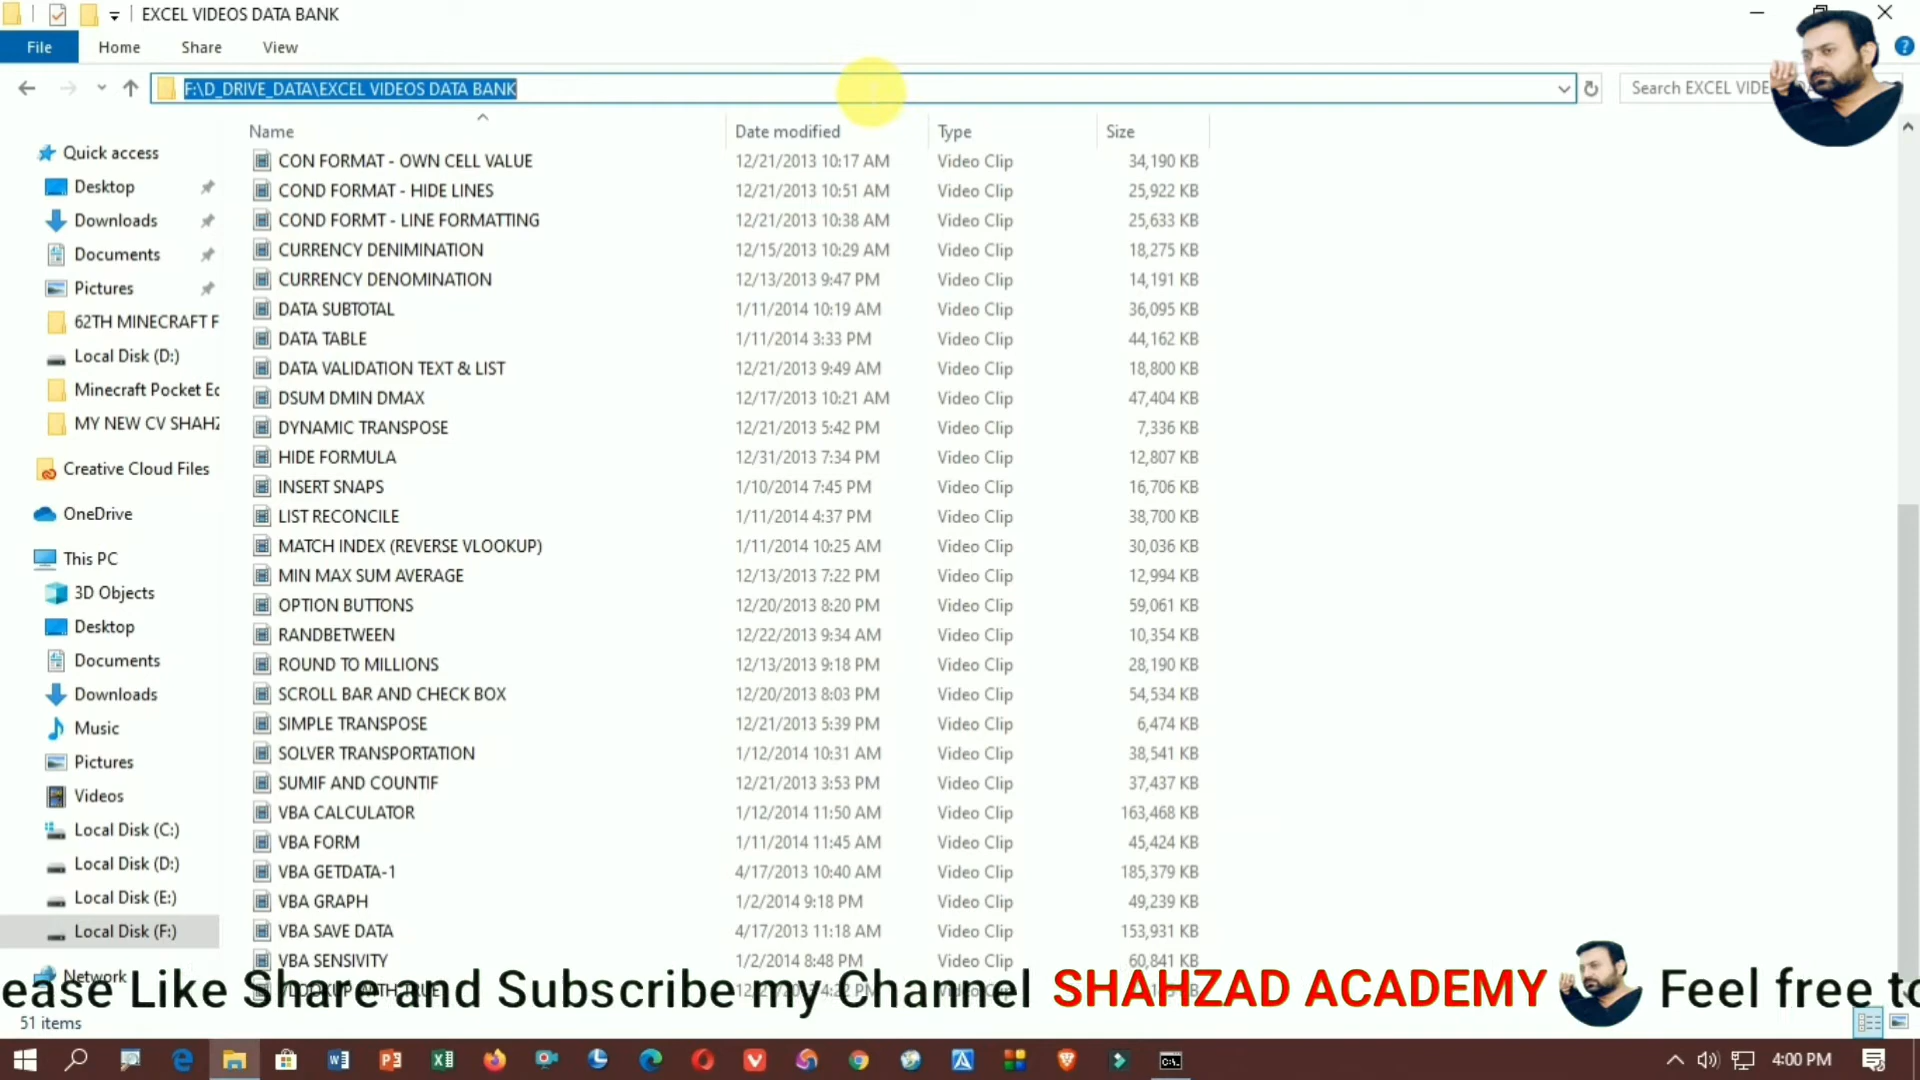 EXCEL VIDEOS DATA BANK
File Home Share View
F:\D_DRIVE_DATA\EXCEL VIDEOS DATA BANK
Search EXCEL VIDE
Name Date modified Type Size
CON FORMAT - OWN CELL VALUE 12/21/2013 10:17 AM Video Clip 34,190 KB
COND FORMAT - HIDE LINES 12/21/2013 10:51 AM Video Clip 25,922 KB
COND FORMT - LINE FORMATTING 12/21/2013 10:38 AM Video Clip 25,633 KB
CURRENCY DENIMINATION 12/15/2013 10:29 AM Video Clip 18,275 KB
CURRENCY DENOMINATION 12/13/2013 9:47 PM Video Clip 14,191 KB
DATA SUBTOTAL 1/11/2014 10:19 AM Video Clip 36,095 KB
DATA TABLE 1/11/2014 3:33 PM Video Clip 44,162 KB
DATA VALIDATION TEXT & LIST 12/21/2013 9:49 AM Video Clip 18,800 KB
DSUM DMIN DMAX 12/17/2013 10:21 AM Video Clip 47,404 KB
DYNAMIC TRANSPOSE 12/21/2013 5:42 PM Video Clip 7,336 KB
HIDE FORMULA 12/31/2013 7:34 PM Video Clip 12,807 KB
INSERT SNAPS 1/10/2014 7:45 PM Video Clip 16,706 KB
LIST RECONCILE 1/11/2014 4:37 PM Video Clip 38,700 KB
MATCH INDEX (REVERSE VLOOKUP) 1/11/2014 10:25 AM Video Clip 30,036 KB
MIN MAX SUM AVERAGE 12/13/2013 7:22 PM Video Clip 12,994 KB
OPTION BUTTONS 12/20/2013 8:20 PM Video Clip 59,061 KB
RANDBETWEEN 12/22/2013 9:34 AM Video Clip 10,354 KB
ROUND TO MILLIONS 12/13/2013 9:18 PM Video Clip 28,190 KB
SCROLL BAR AND CHECK BOX 12/20/2013 8:03 PM Video Clip 54,534 KB
SIMPLE TRANSPOSE 12/21/2013 5:39 PM Video Clip 6,474 KB
SOLVER TRANSPORTATION 1/12/2014 10:31 AM Video Clip 38,541 KB
SUMIF AND COUNTIF 12/21/2013 3:53 PM Video Clip 37,437 KB
VBA CALCULATOR 1/12/2014 11:50 AM Video Clip 163,468 KB
VBA FORM 1/11/2014 11:45 AM Video Clip 45,424 KB
VBA GETDATA-1 4/17/2013 10:40 AM Video Clip 185,379 KB
VBA GRAPH 1/2/2014 9:18 PM Video Clip 49,239 KB
VBA SAVE DATA 4/17/2013 11:18 AM Video Clip 153,931 KB
VBA SENSIVITY 1/2/2014 8:48 PM Video Clip 60,841 KB
Quick access
Desktop
Downloads
Documents
Pictures
62TH MINECRAFT F
Local Disk (D:)
Minecraft Pocket Ed
MY NEW CV SHAHZ
Creative Cloud Files
OneDrive
This PC
3D Objects
Desktop
Documents
Downloads
Music
Pictures
Videos
Local Disk (C:)
Local Disk (D:)
Local Disk (E:)
Local Disk (F:)
Network
ease Like Share and Subscribe my Channel SHAHZAD ACADEMY Feel free to
51 items
4:00 PM